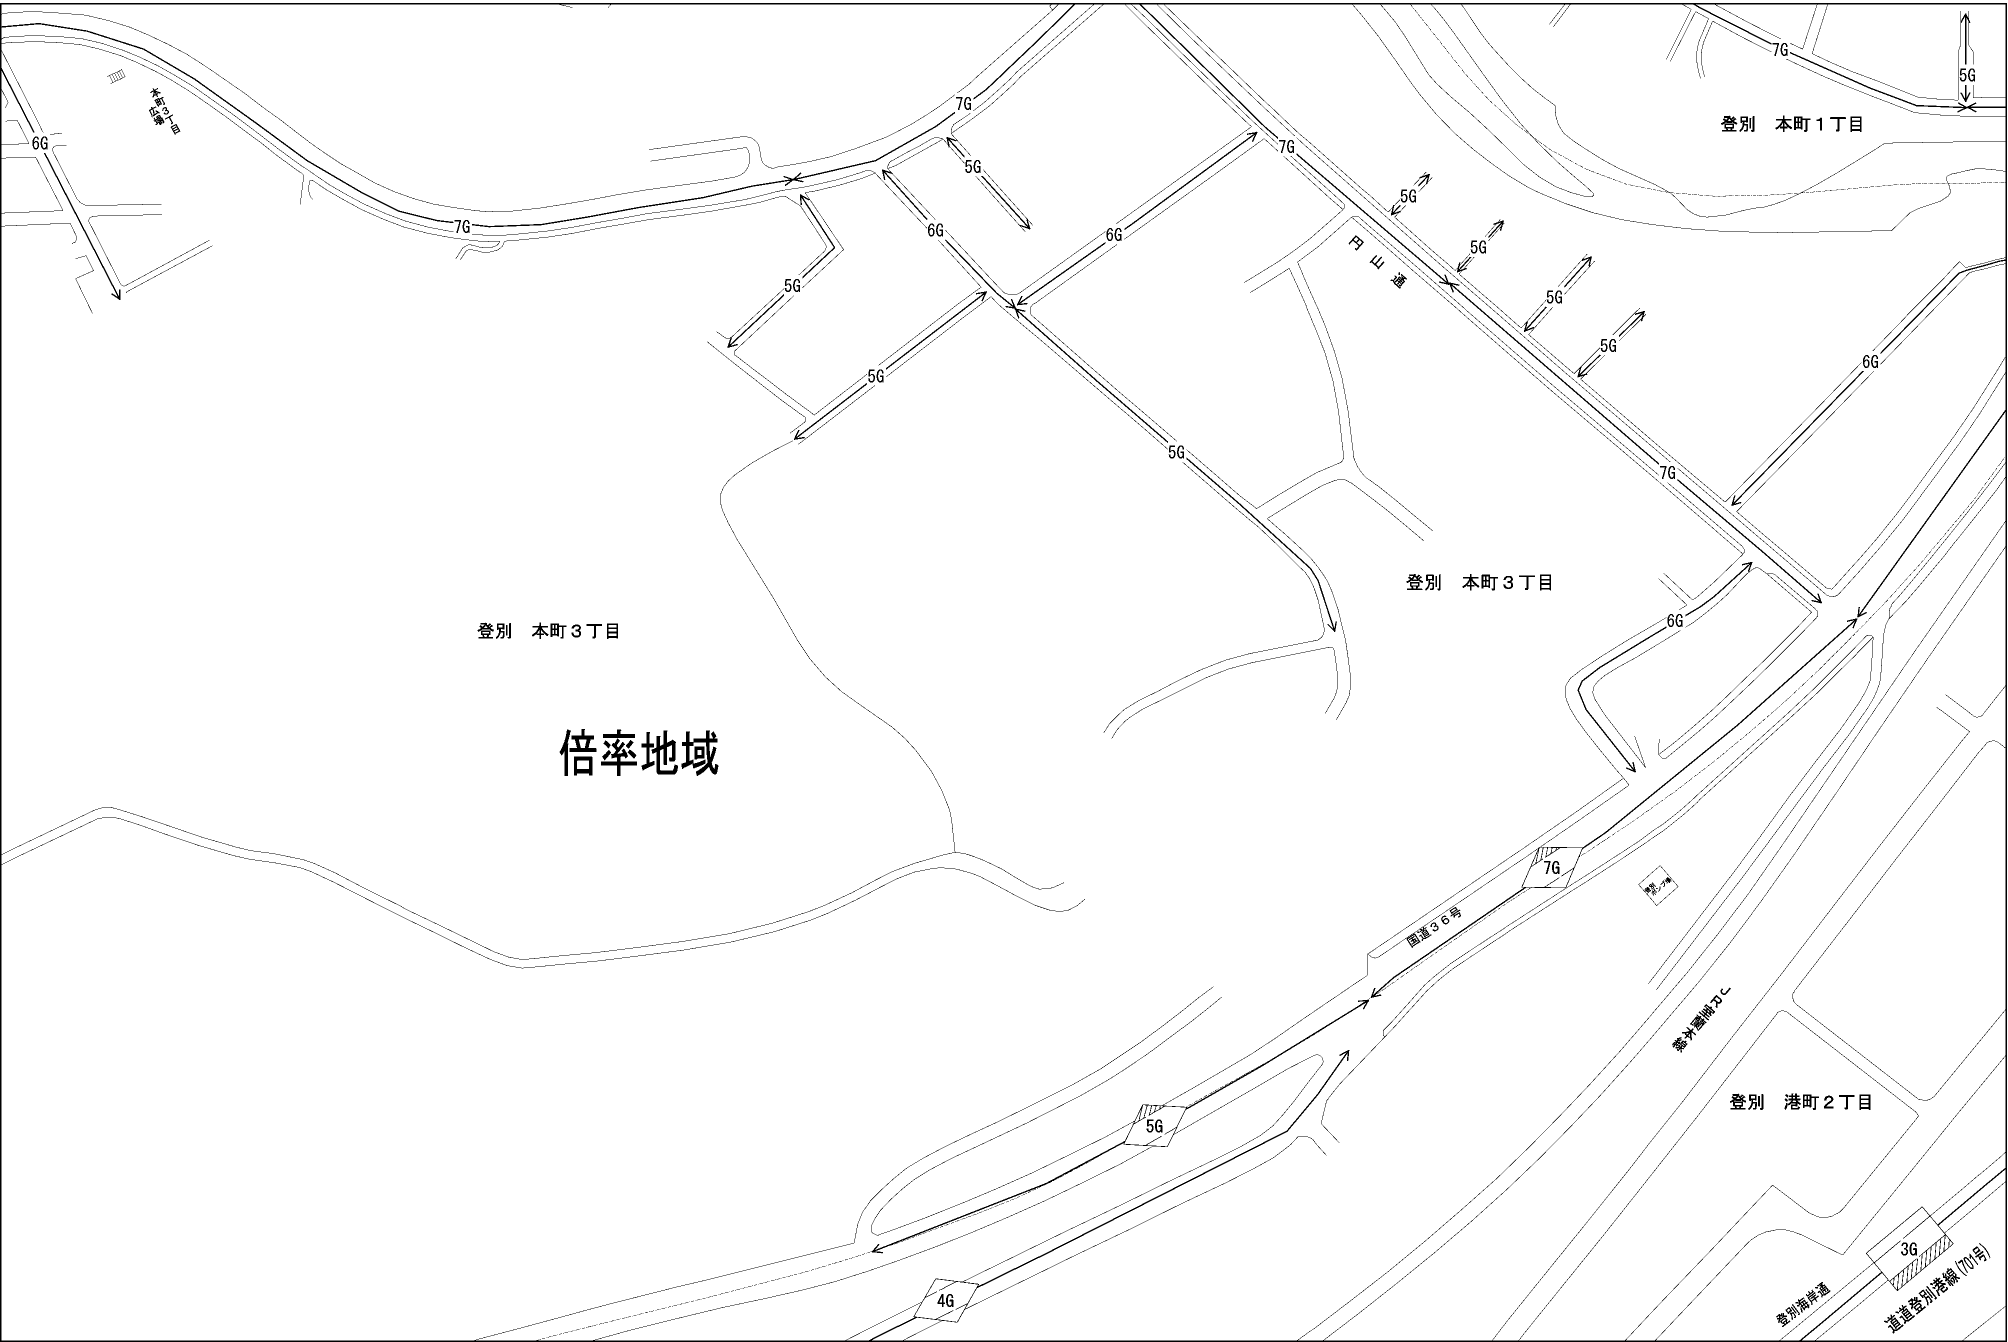 7G
5G
7G
登別　本町１丁目
本町３丁目
広場
6G
7G
5G
7G
5G
6G
6G
円山通
5G
5G
5G
5G
5G
6G
5G
5G
7G
登別　本町３丁目
6G
登別　本町３丁目
倍率地域
7G
国道３６号
JR室蘭本線
登別　港町２丁目
5G
4G
3G
登別海岸通
道道登別港線(701号)